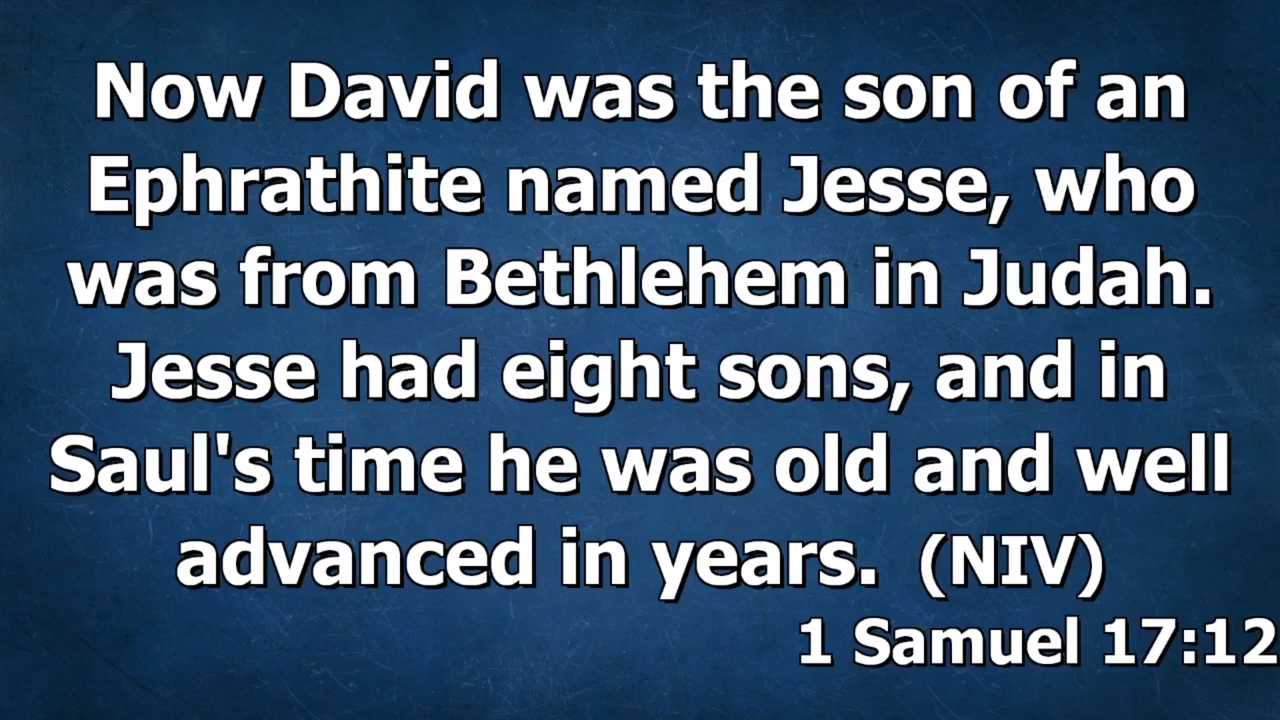 Now David was the son of an
Ephrathite named Jesse, who
was from Bethlehem in Judah.
Jesse had eight sons, and in
Saul's time he was old and well
advanced in years.  (NIV)
1 Samuel 17:12